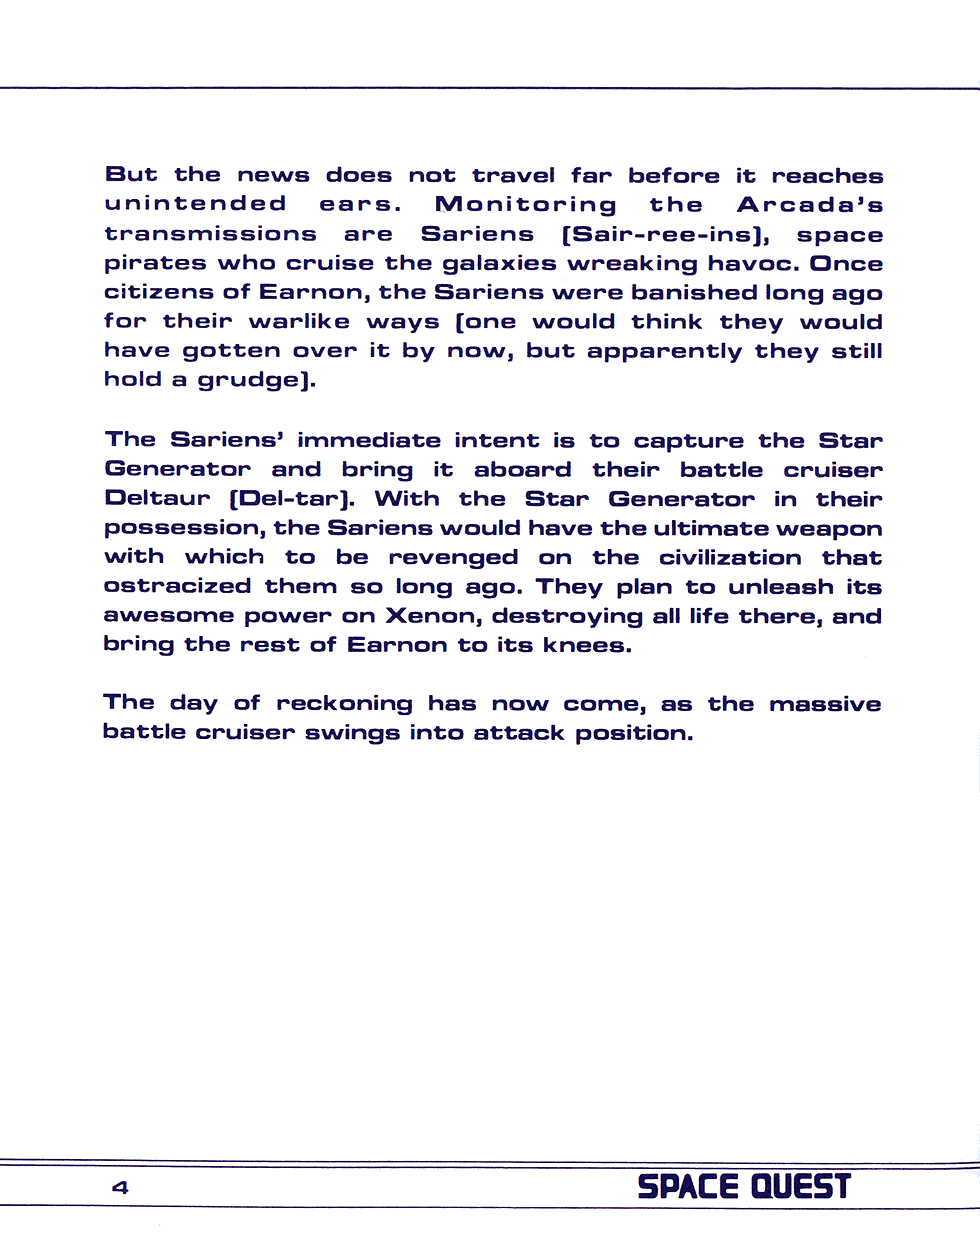 But the news does not travel far before it reaches
unintended ears. Monitoring the Arcada's
transmissions are Sariens [Sair-ree-ins], space
pirates who cruise the galaxies wreaking havoc. Once
citizens of Earnon, the Sariens were banished long ago
for their warlike ways [one would think they would
have gotten over it by now, but apparently they still
hold a grudge].
The Sariens' immediate intent is to capture the Star
Generator and bring it aboard their battle cruiser
Deltaur [Del-tar]. With the Star Generator in their
possession, the Sariens would have the ultimate weapon
with which to be revenged on the civilization that
ostracized them so long ago. They plan to unleash its
awesome power on Xenon, destroying all life there, and
bring the rest of Earnon to its knees.
The day of reckoning has now come, as the massive
battle cruiser swings into attack position.
4
SPACE QUEST